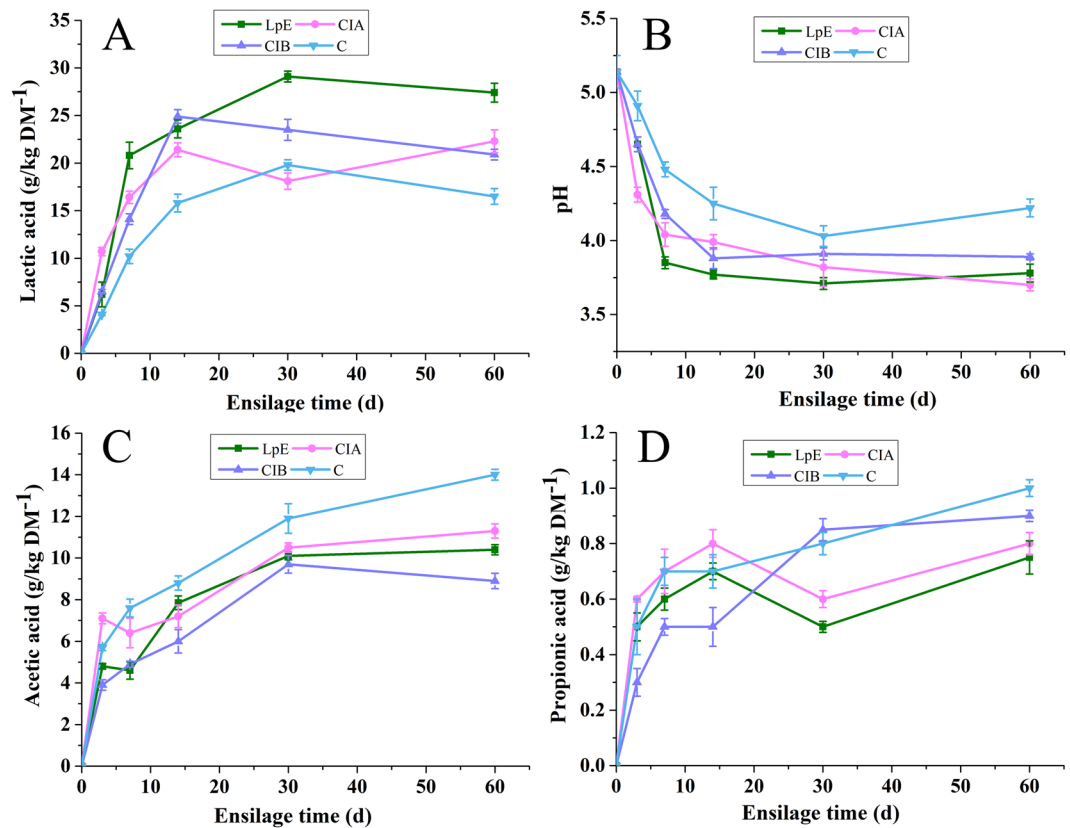 A
LpE CIA
CIB C
Lactic acid (g/kg DM⁻¹)
35
30
25
20
15
10
5
0
0 10 20 30 40 50 60
Ensilage time (d)
B
LpE CIA
CIB C
pH
5.5
5.0
4.5
4.0
3.5
0 10 20 30 40 50 60
Ensilage time (d)
C
LpE CIA
CIB C
Acetic acid (g/kg DM⁻¹)
16
14
12
10
8
6
4
2
0
0 10 20 30 40 50 60
Ensilage time (d)
D
LpE CIA
CIB C
Propionic acid (g/kg DM⁻¹)
1.2
1.0
0.8
0.6
0.4
0.2
0.0
0 10 20 30 40 50 60
Ensilage time (d)